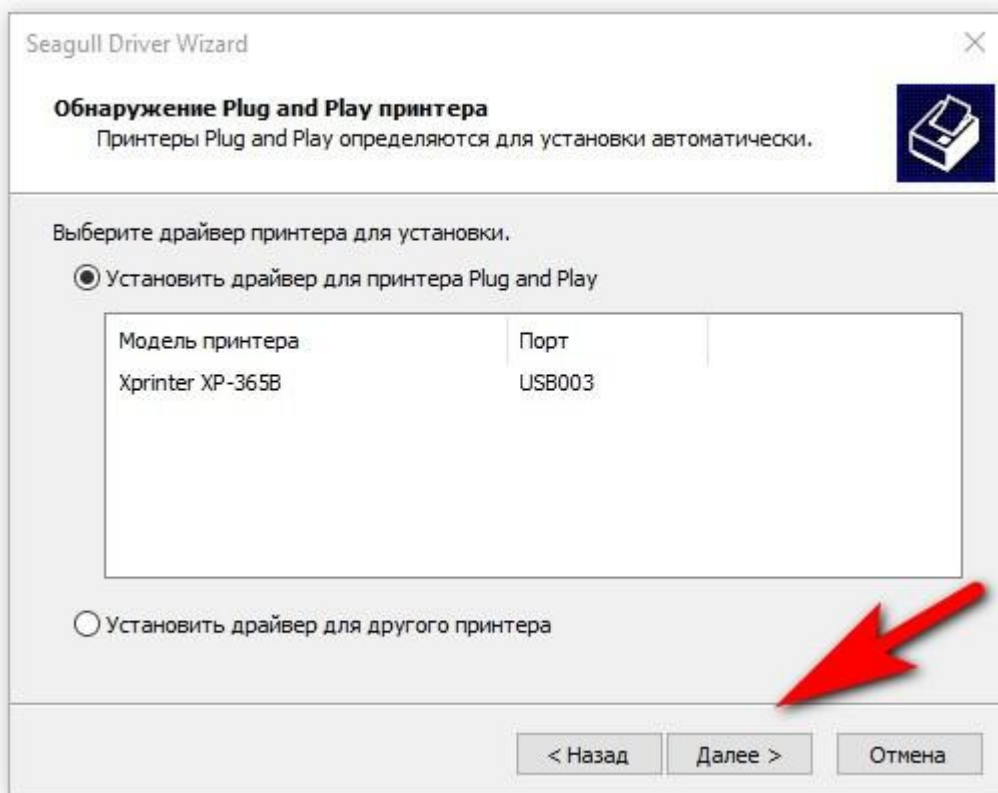 Seagull Driver Wizard
Обнаружение Plug and Play принтера
Принтеры Plug and Play определяются для установки автоматически.
Выберите драйвер принтера для установки.
Установить драйвер для принтера Plug and Play
Модель принтера Порт
Xprinter XP-365B USB003
Установить драйвер для другого принтера
< Назад Далее > Отмена